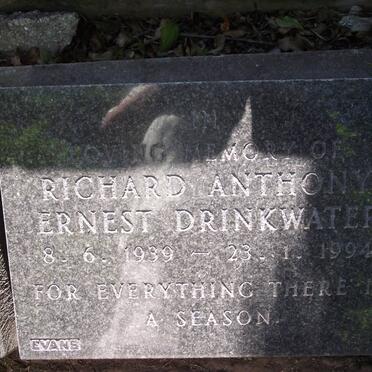 IN
LOVING MEMORY OF
RICHARD ANTHONY
ERNEST DRINKWATER
8. 6. 1939 — 23. 1. 1994
FOR EVERYTHING THERE I
A SEASON.
EVANS